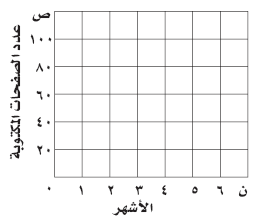 ص
١٠٠
٨٠
٦٠
٤٠
٢٠
عدد الصفحات المكتوبة
٠ ١ ٢ ٣ ٤ ٥ ٦ ن
الأشهر